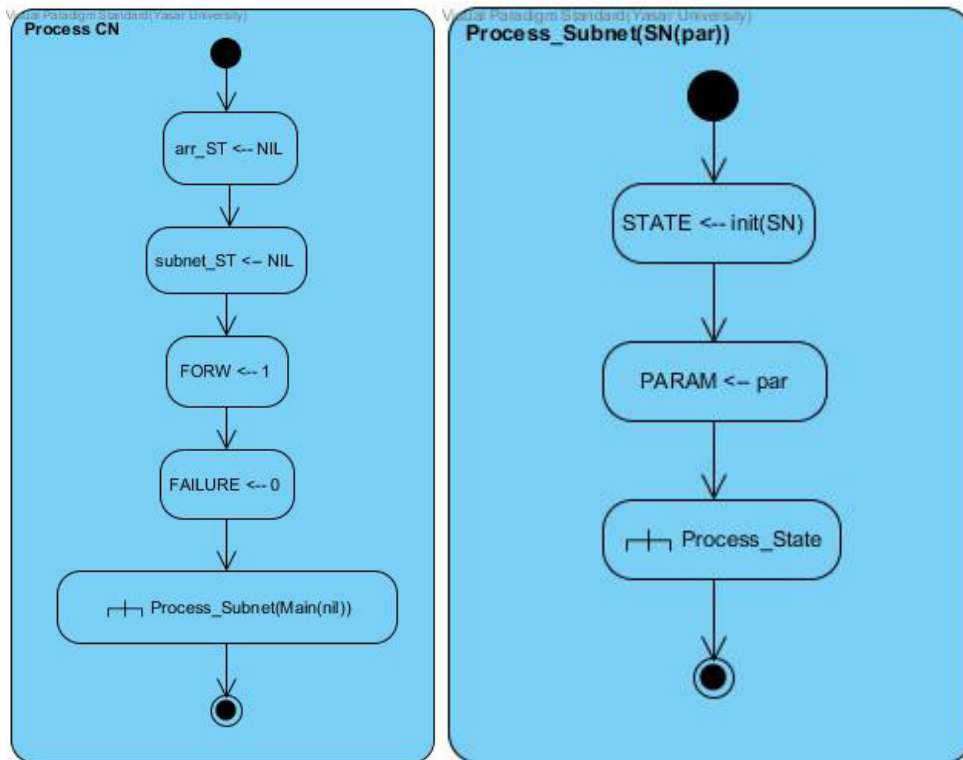 Visual Paradigm Standard(Yasar University)
Process CN
arr_ST <-- NIL
subnet_ST <-- NIL
FORW <-- 1
FAILURE <-- 0
Process_Subnet(Main(nil))
Visual Paradigm Standard(Yasar University)
Process_Subnet(SN(par))
STATE <-- init(SN)
PARAM <-- par
Process_State